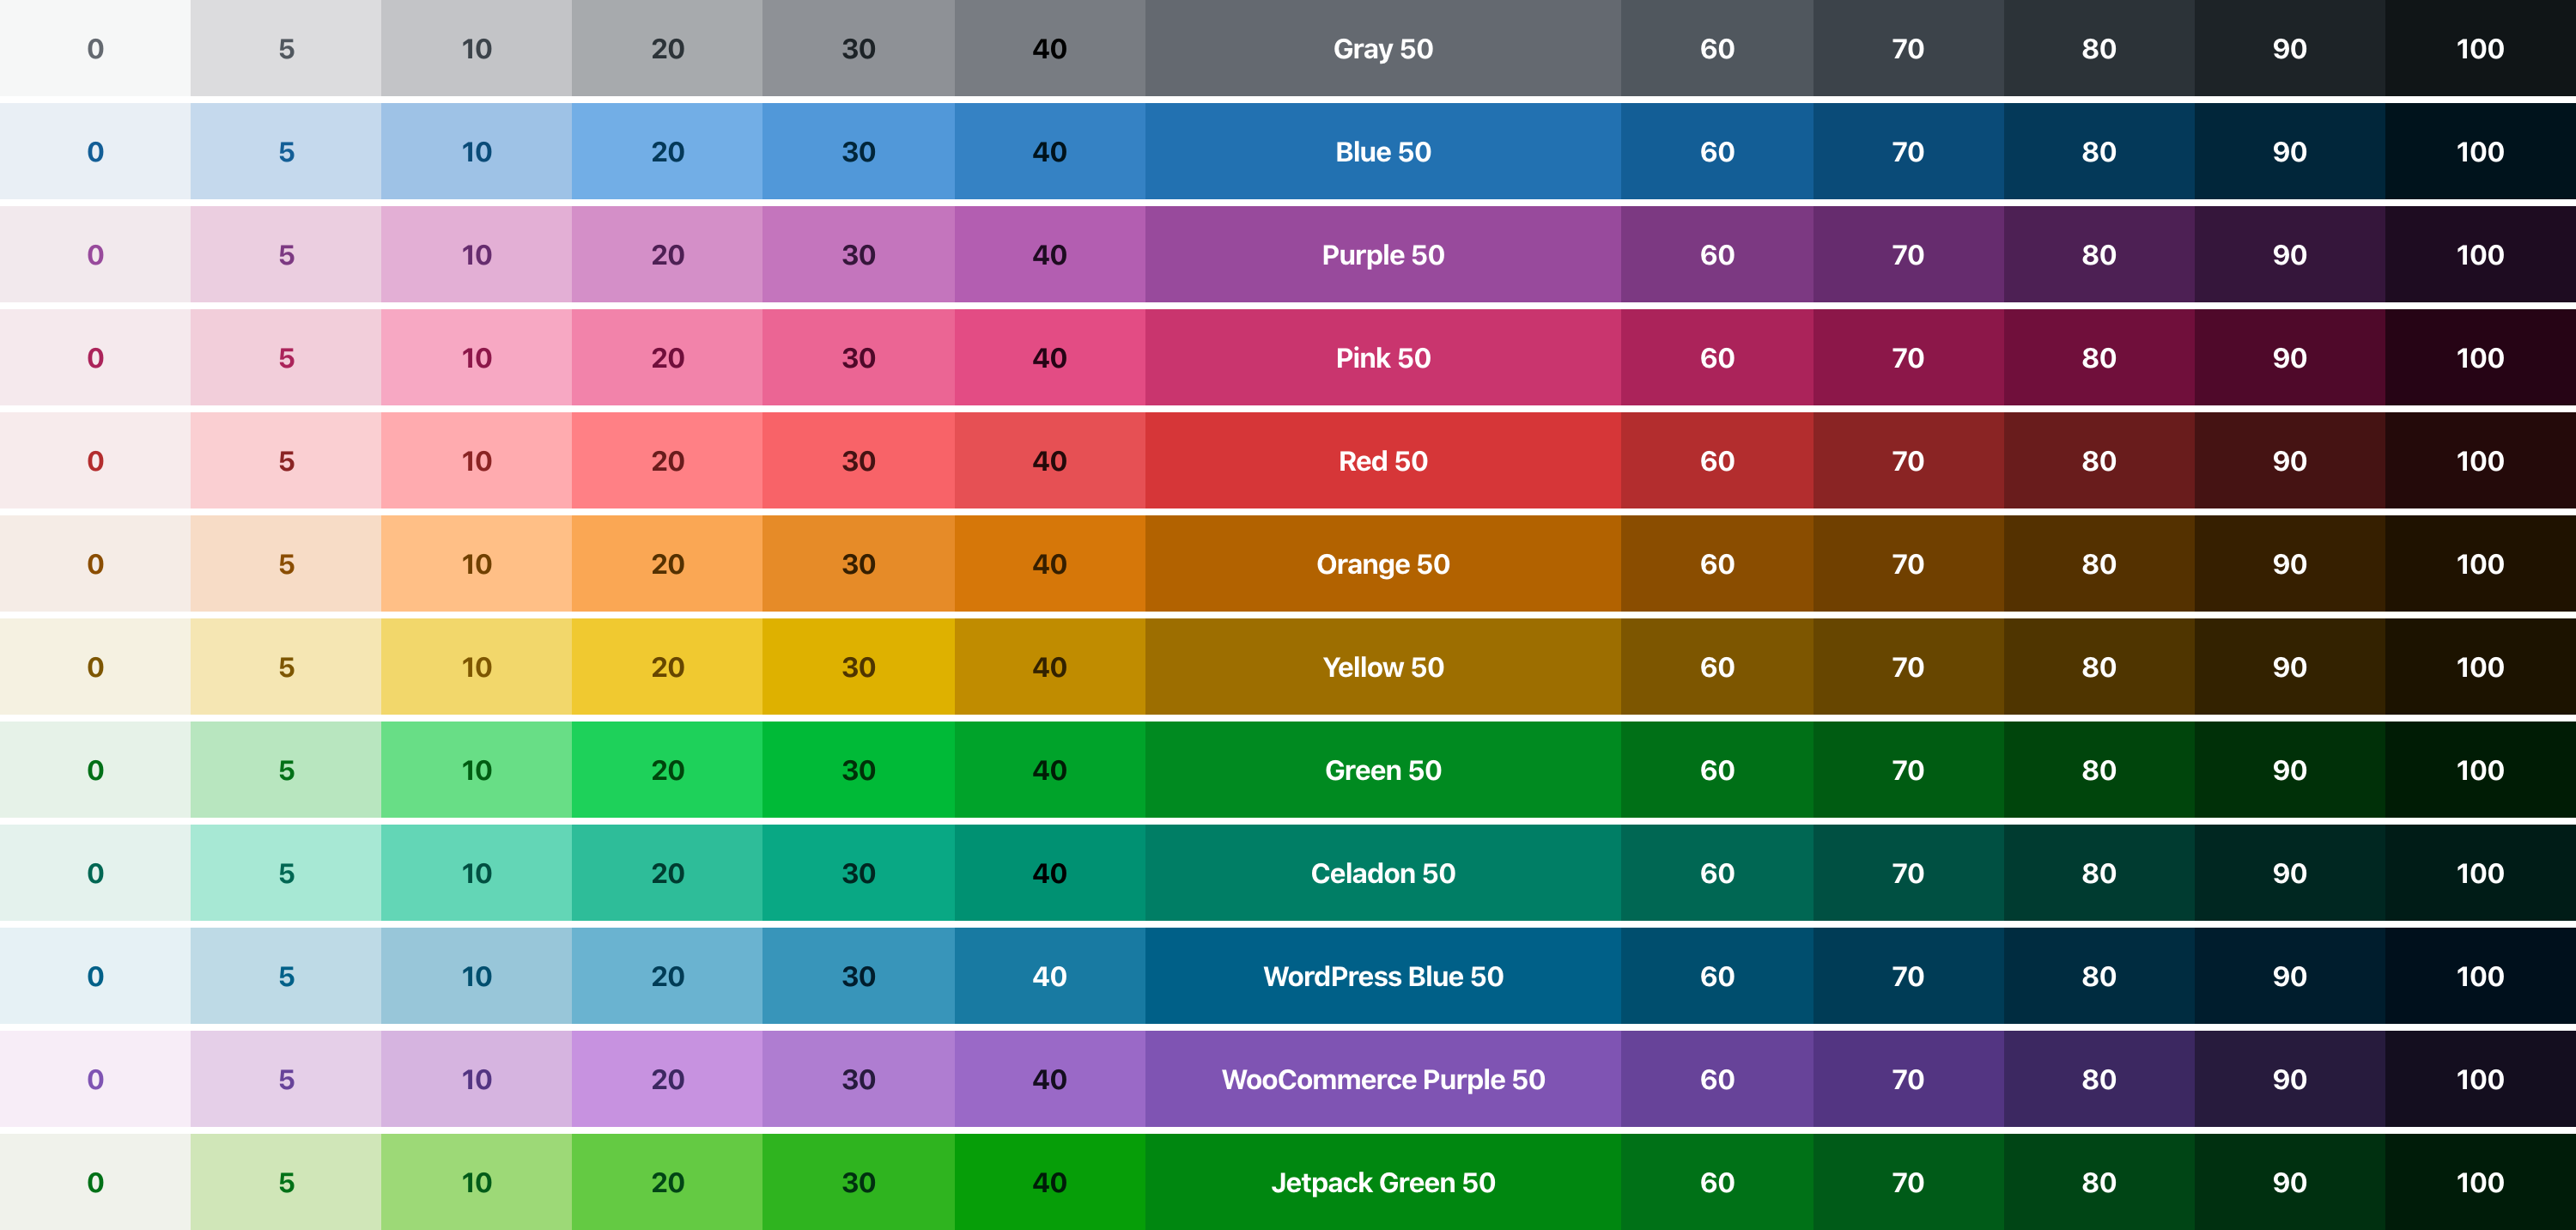 0 5 10 20 30 40 Gray 50 60 70 80 90 100
0 5 10 20 30 40 Blue 50 60 70 80 90 100
0 5 10 20 30 40 Purple 50 60 70 80 90 100
0 5 10 20 30 40 Pink 50 60 70 80 90 100
0 5 10 20 30 40 Red 50 60 70 80 90 100
0 5 10 20 30 40 Orange 50 60 70 80 90 100
0 5 10 20 30 40 Yellow 50 60 70 80 90 100
0 5 10 20 30 40 Green 50 60 70 80 90 100
0 5 10 20 30 40 Celadon 50 60 70 80 90 100
0 5 10 20 30 40 WordPress Blue 50 60 70 80 90 100
0 5 10 20 30 40 WooCommerce Purple 50 60 70 80 90 100
0 5 10 20 30 40 Jetpack Green 50 60 70 80 90 100